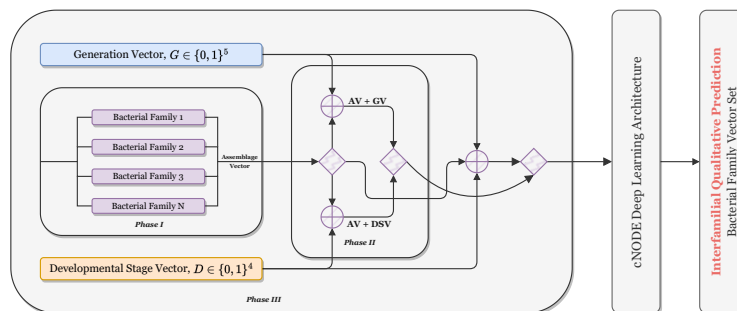 Generation Vector, G ∈ {0, 1}⁵
Bacterial Family 1
Bacterial Family 2
Bacterial Family 3
Bacterial Family N
Phase I
Assemblage
Vector
AV + GV
AV + DSV
Phase II
Developmental Stage Vector, D ∈ {0, 1}⁴
Phase III
cNODE Deep Learning Architecture
Interfamilial Qualitative Prediction
Bacterial Family Vector Set